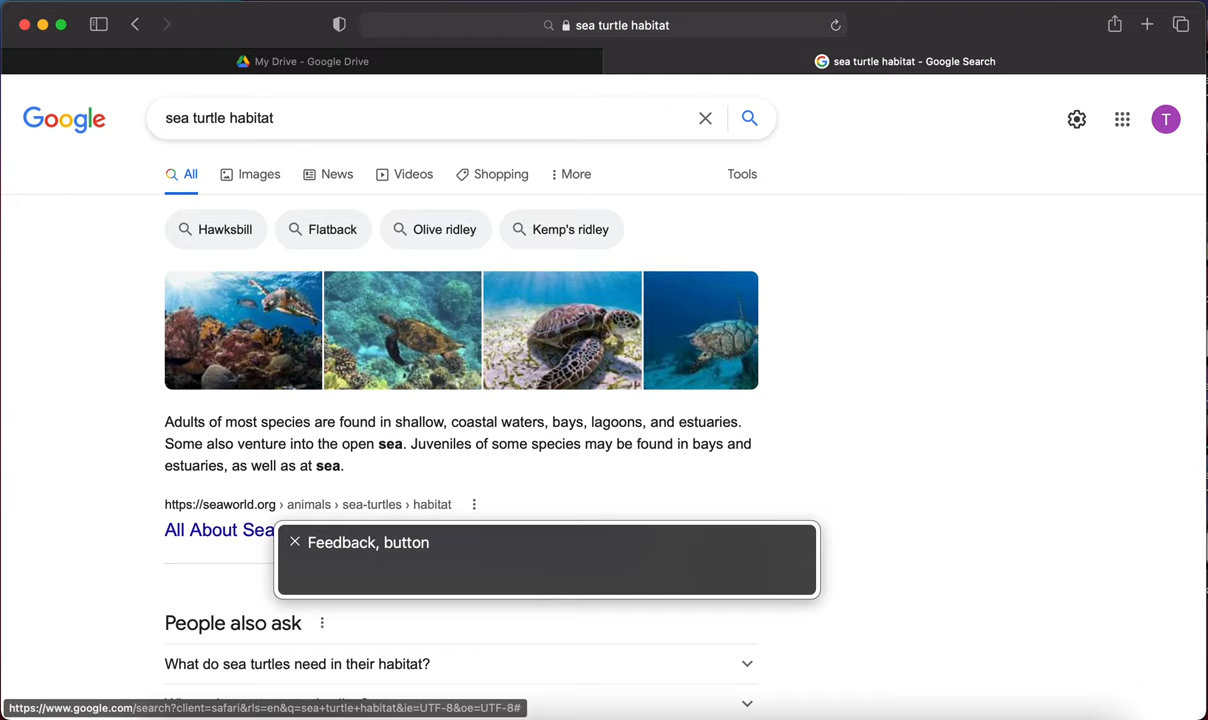 sea turtle habitat
My Drive - Google Drive
sea turtle habitat - Google Search
Google
sea turtle habitat
T
All
Images
News
Videos
Shopping
More
Tools
Hawksbill
Flatback
Olive ridley
Kemp's ridley
Adults of most species are found in shallow, coastal waters, bays, lagoons, and estuaries.
Some also venture into the open sea. Juveniles of some species may be found in bays and
estuaries, as well as at sea.
https://seaworld.org › animals › sea-turtles › habitat
All About Sea
Feedback, button
People also ask
What do sea turtles need in their habitat?
https://www.google.com/search?client=safari&rls=en&q=sea+turtle+habitat&ie=UTF-8&oe=UTF-8#